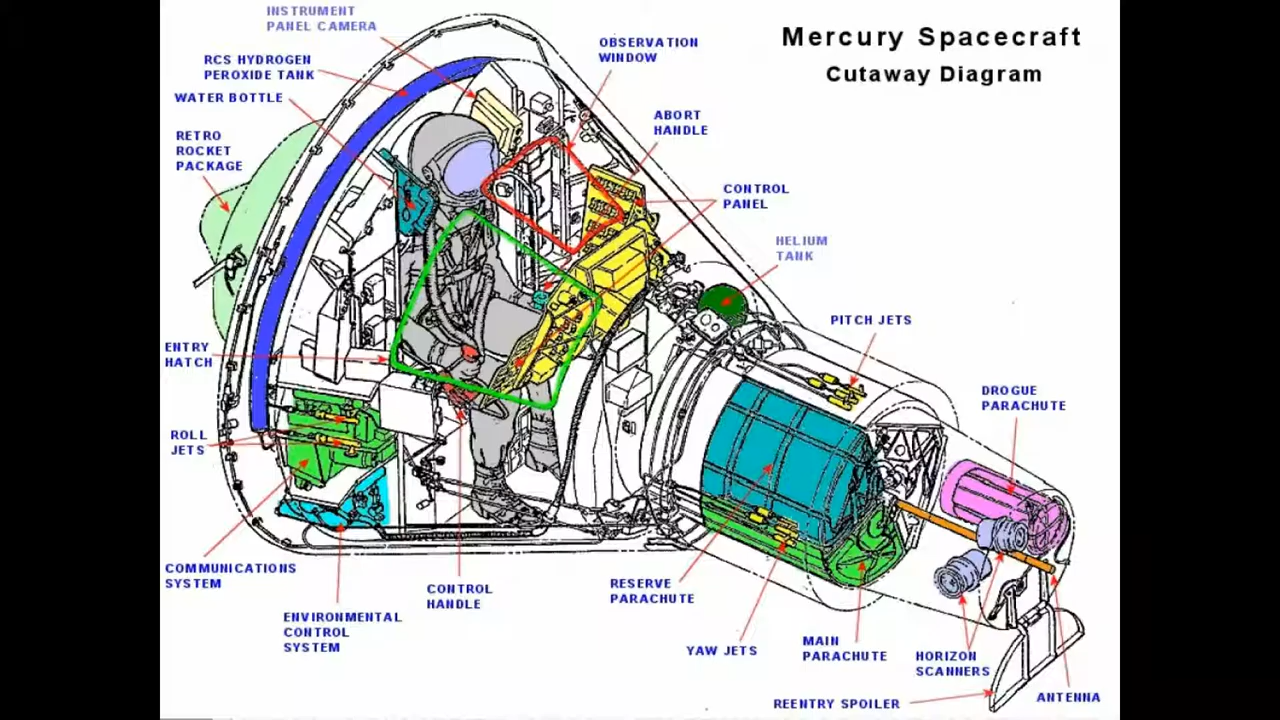 Mercury Spacecraft
Cutaway Diagram
INSTRUMENT
PANEL CAMERA
RCS HYDROGEN
PEROXIDE TANK
WATER BOTTLE
RETRO
ROCKET
PACKAGE
OBSERVATION
WINDOW
ABORT
HANDLE
CONTROL
PANEL
HELIUM
TANK
PITCH JETS
DROGUE
PARACHUTE
ENTRY
HATCH
ROLL
JETS
COMMUNICATIONS
SYSTEM
ENVIRONMENTAL
CONTROL
SYSTEM
CONTROL
HANDLE
RESERVE
PARACHUTE
YAW JETS
MAIN
PARACHUTE
HORIZON
SCANNERS
REENTRY SPOILER
ANTENNA